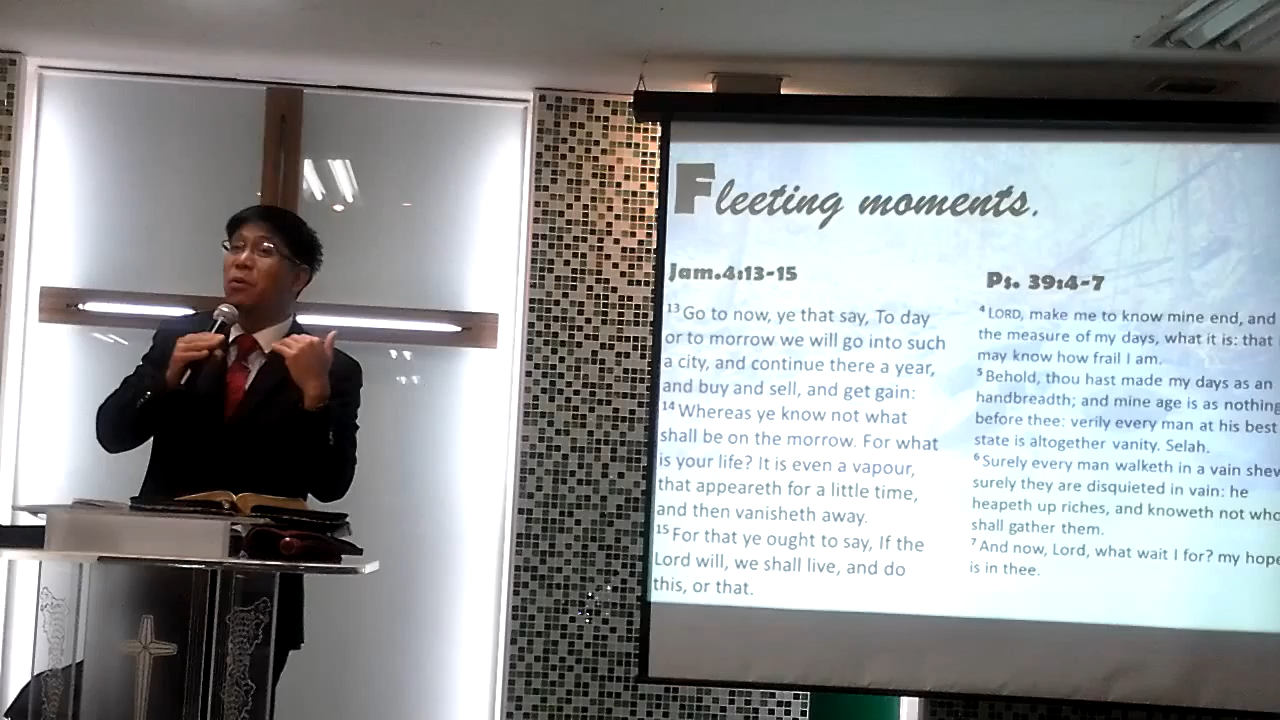 Fleeting moments.
Jam.4:13-15
13 Go to now, ye that say, To day
or to morrow we will go into such
a city, and continue there a year,
and buy and sell, and get gain:
14 Whereas ye know not what
shall be on the morrow. For what
is your life? It is even a vapour,
that appeareth for a little time,
and then vanisheth away.
15 For that ye ought to say, If the
Lord will, we shall live, and do
this, or that.
Ps. 39:4-7
4 LORD, make me to know mine end, and
the measure of my days, what it is: that
may know how frail I am.
5 Behold, thou hast made my days as an
handbreadth; and mine age is as nothing
before thee: verily every man at his best
state is altogether vanity. Selah.
6 Surely every man walketh in a vain shew
surely they are disquieted in vain: he
heapeth up riches, and knoweth not who
shall gather them.
7 And now, Lord, what wait I for? my hope
is in thee.